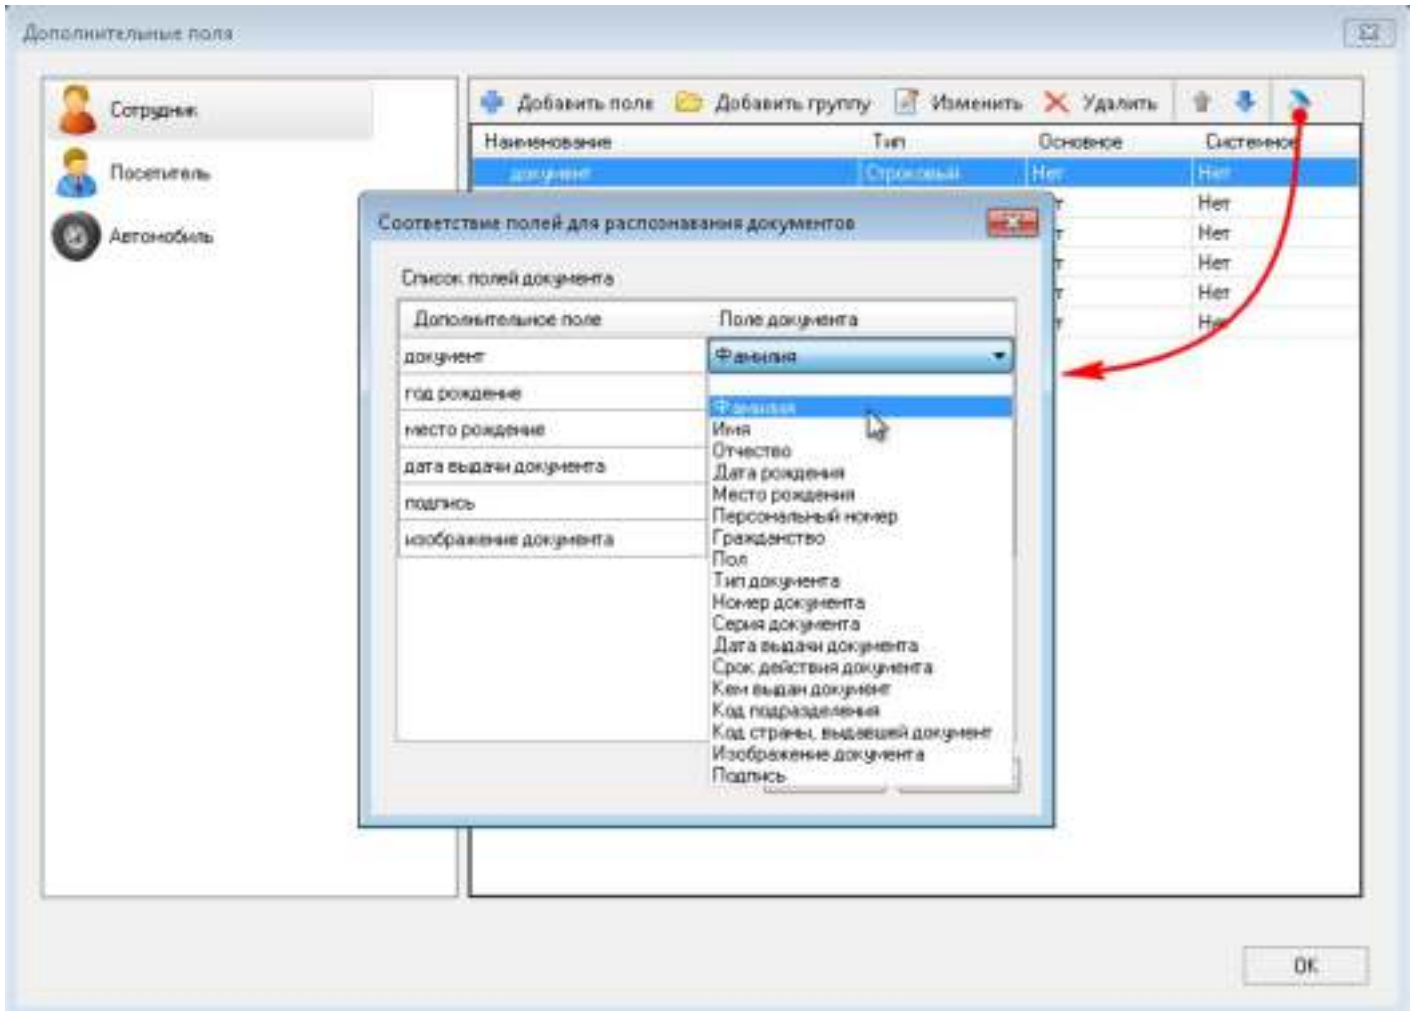 Дополнительные поля
Сотрудник
Посетитель
Автомобиль
Добавить поле Добавить группу Изменить Удалить
Наименование Тип Основное Системное
документ Строковый Нет Нет
Нет
Нет
Нет
Нет
Нет
Соответствие полей для распознавания документов
Список полей документа
Дополнительное поле Поле документа
документ Фамилия
год рождение
место рождение
дата выдачи документа
подпись
изображение документа
Фамилия
Имя
Отчество
Дата рождения
Место рождения
Персональный номер
Гражданство
Пол
Тип документа
Номер документа
Серия документа
Дата выдачи документа
Срок действия документа
Кем выдан документ
Код подразделения
Код страны, выдавшей документ
Изображение документа
Подпись
OK